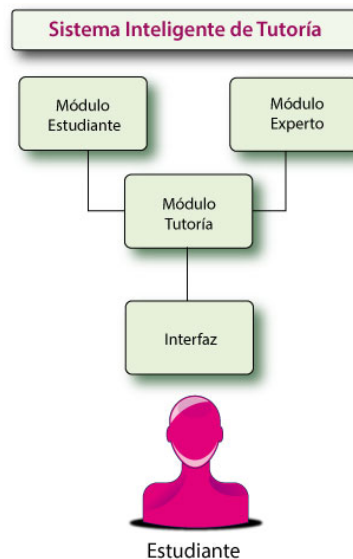 Sistema Inteligente de Tutoría
Módulo
Estudiante
Módulo
Experto
Módulo
Tutoría
Interfaz
Estudiante